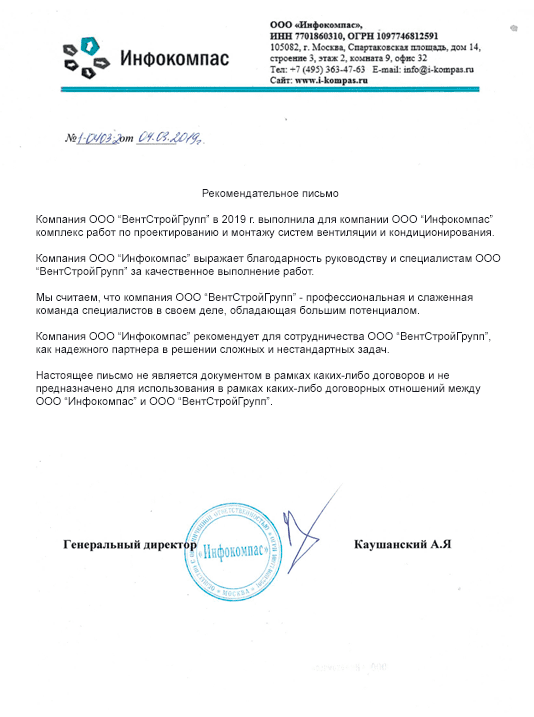 ООО «Инфокомпас»,
ИНН 7701860310, ОГРН 1097746812591
105082, г. Москва, Спартаковская площадь, дом 14,
строение 3, этаж 2, комната 9, офис 32
Тел: +7 (495) 363-47-63 E-mail: info@i-kompas.ru
Сайт: www.i-kompas.ru
Инфокомпас
№1-0403-2от 04.03.2019г.
Рекомендательное письмо
Компания ООО “ВентСтройГрупп” в 2019 г. выполнила для компании ООО “Инфокомпас”
комплекс работ по проектированию и монтажу систем вентиляции и кондиционирования.
Компания ООО “Инфокомпас” выражает благодарность руководству и специалистам ООО
“ВентСтройГрупп” за качественное выполнение работ.
Мы считаем, что компания ООО “ВентСтройГрупп” - профессиональная и слаженная
команда специалистов в своем деле, обладающая большим потенциалом.
Компания ООО “Инфокомпас” рекомендует для сотрудничества ООО “ВентСтройГрупп”,
как надежного партнера в решении сложных и нестандартных задач.
Настоящее пиьсмо не является документом в рамках каких-либо договоров и не
предназначено для использования в рамках каких-либо договорных отношений между
ООО “Инфокомпас” и ООО “ВентСтройГрупп”.
Генеральный директор
Инфокомпас
МОСКВА
Каушанский А.Я